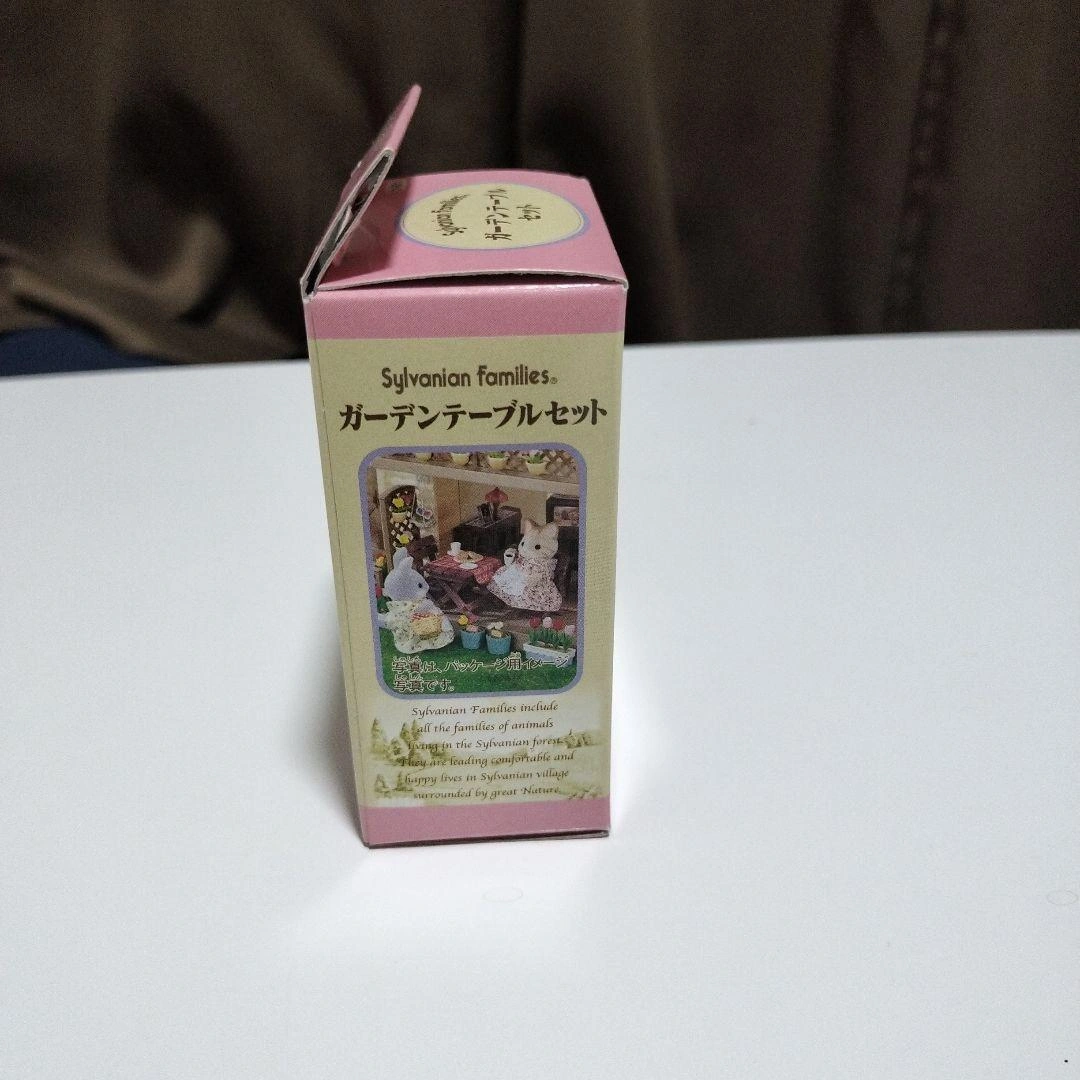 Sylvanian Families
ガーデンテーブル
セット
Sylvanian Families®
ガーデンテーブルセット
写真は、パッケージ用イメージ
写真です。
Sylvanian Families include
all the families of animals
living in the Sylvanian forest.
They are leading comfortable and
happy lives in Sylvanian village
surrounded by great Nature.